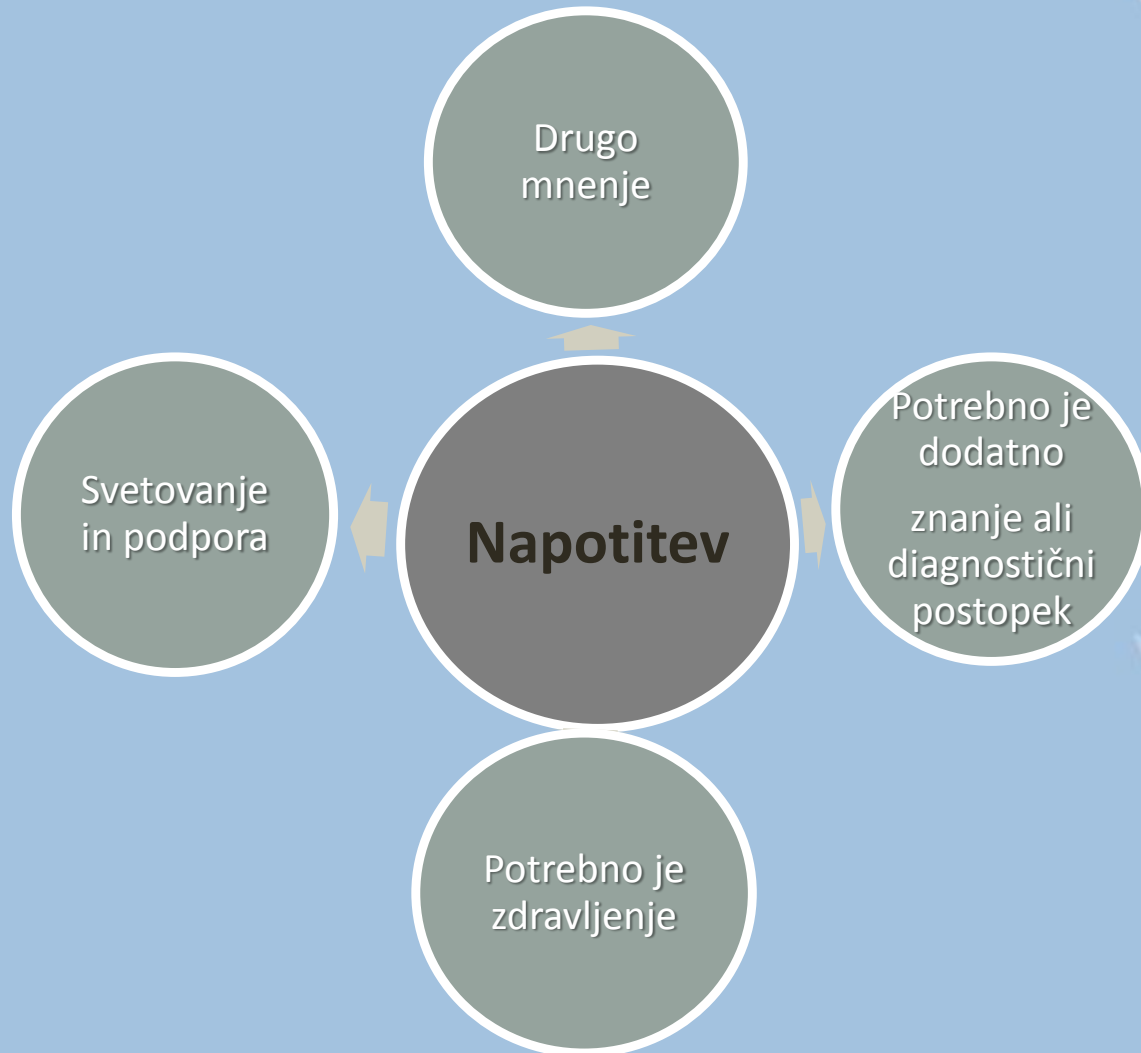 Drugo
mnenje
Svetovanje
in podpora
Napotitev
Potrebno je
dodatno
znanje ali
diagnostični
postopek
Potrebno je
zdravljenje